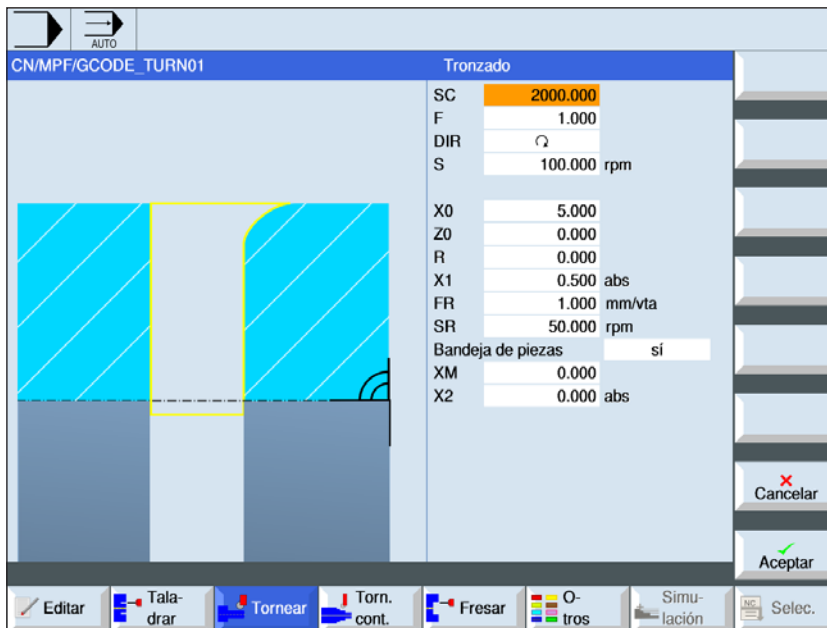 AUTO
CN/MPF/GCODE_TURN01
Tronzado
SC 2000.000
F 1.000
DIR
S 100.000 rpm
X0 5.000
Z0 0.000
R 0.000
X1 0.500 abs
FR 1.000 mm/vta
SR 50.000 rpm
Bandeja de piezas sí
XM 0.000
X2 0.000 abs
Cancelar
Aceptar
Editar
Tala-
drar
Tornear
Torn.
cont.
Fresar
O-
tros
Simu-
lación
NC
Selec.